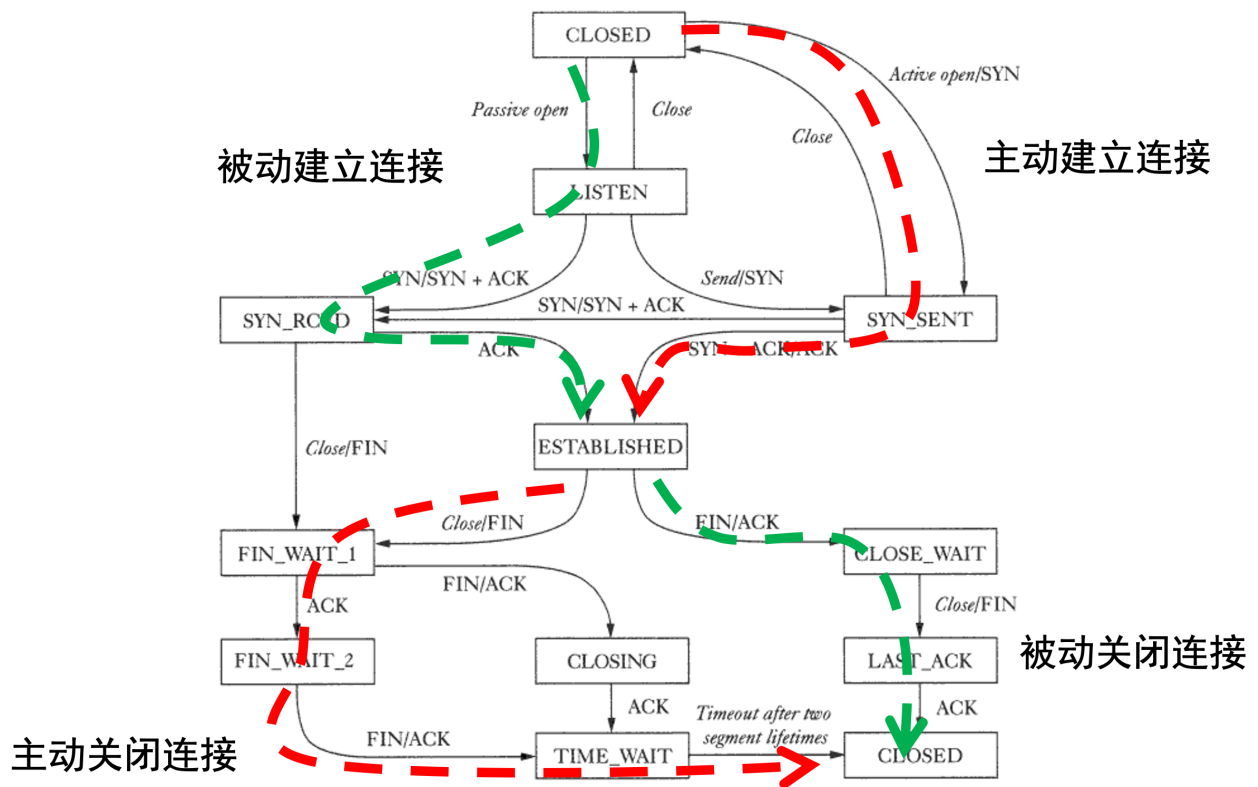 CLOSED
Active open/SYN
Passive open
Close
Close
被动建立连接
主动建立连接
LISTEN
SYN/SYN + ACK
Send/SYN
SYN/SYN + ACK
SYN_RCVD
SYN_SENT
ACK
SYN + ACK/ACK
ESTABLISHED
Close/FIN
Close/FIN
FIN/ACK
FIN_WAIT_1
CLOSE_WAIT
FIN/ACK
ACK
Close/FIN
FIN_WAIT_2
CLOSING
LAST_ACK
被动关闭连接
ACK
Timeout after two
segment lifetimes
ACK
主动关闭连接
FIN/ACK
TIME_WAIT
CLOSED